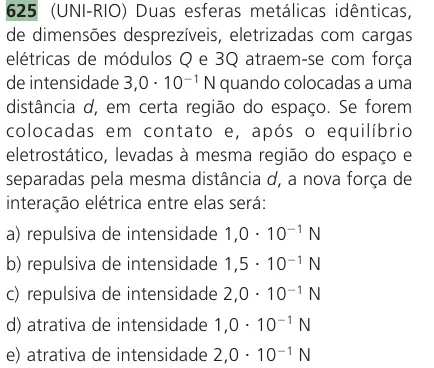 625 (UNI-RIO) Duas esferas metálicas idênticas,
de dimensões desprezíveis, eletrizadas com cargas
elétricas de módulos Q e 3Q atraem-se com força
de intensidade 3,0 · 10⁻¹ N quando colocadas a uma
distância d, em certa região do espaço. Se forem
colocadas em contato e, após o equilíbrio
eletrostático, levadas à mesma região do espaço e
separadas pela mesma distância d, a nova força de
interação elétrica entre elas será:
a) repulsiva de intensidade 1,0 · 10⁻¹ N
b) repulsiva de intensidade 1,5 · 10⁻¹ N
c) repulsiva de intensidade 2,0 · 10⁻¹ N
d) atrativa de intensidade 1,0 · 10⁻¹ N
e) atrativa de intensidade 2,0 · 10⁻¹ N